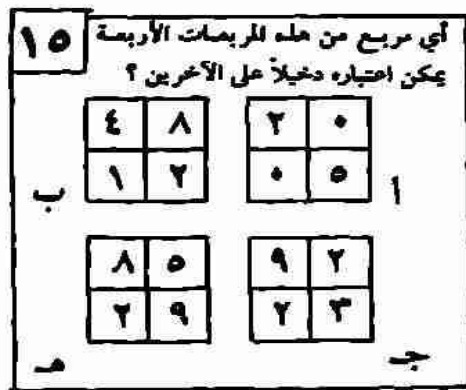 ١٥
أي مربع من هذه المربعات الأربعة
يمكن اعتباره دخيلاً على الآخرين ؟
٠ ٢
٥ ٠
أ
٨ ٤
٢ ١
ب
٢ ٩
٣ ٢
جـ
٥ ٨
٩ ٢
هـ